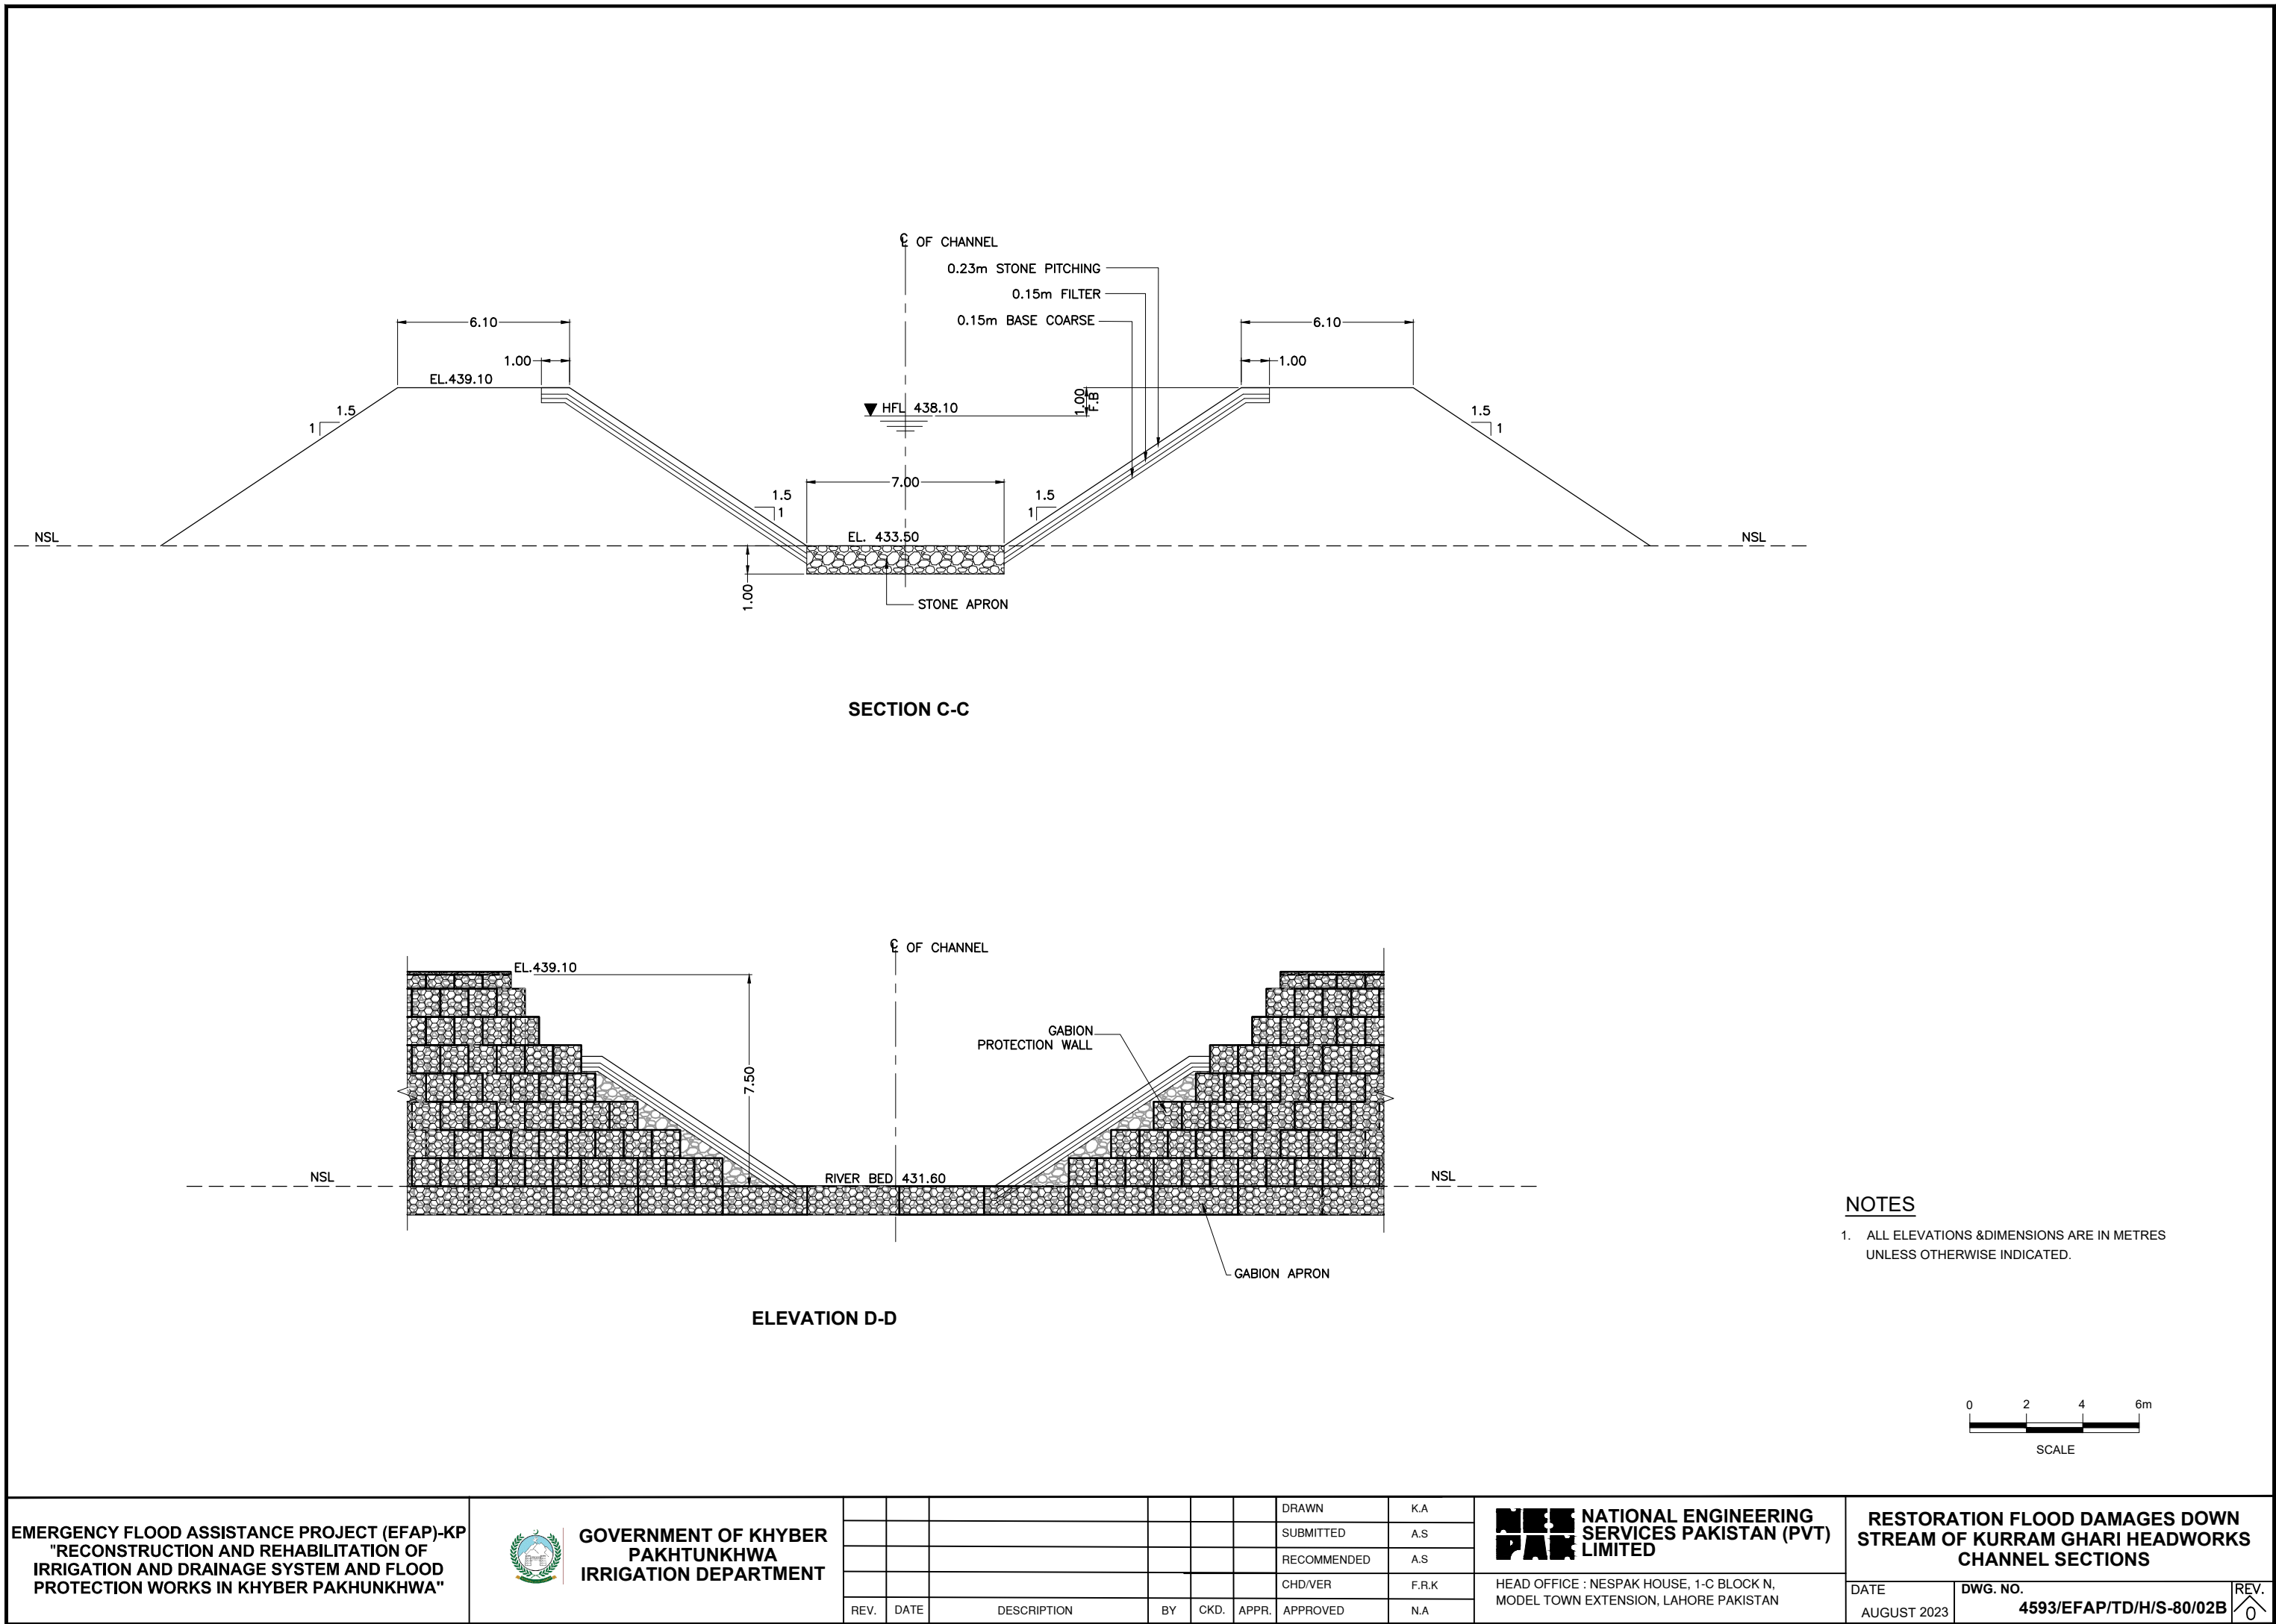 ℄ OF CHANNEL
0.23m STONE PITCHING
0.15m FILTER
0.15m BASE COARSE
6.10
6.10
1.00
1.00
EL.439.10
1.00
F.B
HFL 438.10
1.5
1
1.5
1
7.00
1.5
1
1.5
1
NSL
EL. 433.50
NSL
1.00
STONE APRON
SECTION C-C
℄ OF CHANNEL
EL.439.10
GABION
PROTECTION WALL
7.50
NSL
RIVER BED 431.60
NSL
GABION APRON
ELEVATION D-D
NOTES
1. ALL ELEVATIONS &DIMENSIONS ARE IN METRES
UNLESS OTHERWISE INDICATED.
0 2 4 6m
SCALE
EMERGENCY FLOOD ASSISTANCE PROJECT (EFAP)-KP
"RECONSTRUCTION AND REHABILITATION OF
IRRIGATION AND DRAINAGE SYSTEM AND FLOOD
PROTECTION WORKS IN KHYBER PAKHUNKHWA"
GOVERNMENT OF KHYBER
PAKHTUNKHWA
IRRIGATION DEPARTMENT
REV. DATE DESCRIPTION BY CKD. APPR.
DRAWN K.A
SUBMITTED A.S
RECOMMENDED A.S
CHD/VER F.R.K
APPROVED N.A
NES
PAK
NATIONAL ENGINEERING
SERVICES PAKISTAN (PVT)
LIMITED
HEAD OFFICE : NESPAK HOUSE, 1-C BLOCK N,
MODEL TOWN EXTENSION, LAHORE PAKISTAN
RESTORATION FLOOD DAMAGES DOWN
STREAM OF KURRAM GHARI HEADWORKS
CHANNEL SECTIONS
DATE
AUGUST 2023
DWG. NO.
4593/EFAP/TD/H/S-80/02B
REV.
0